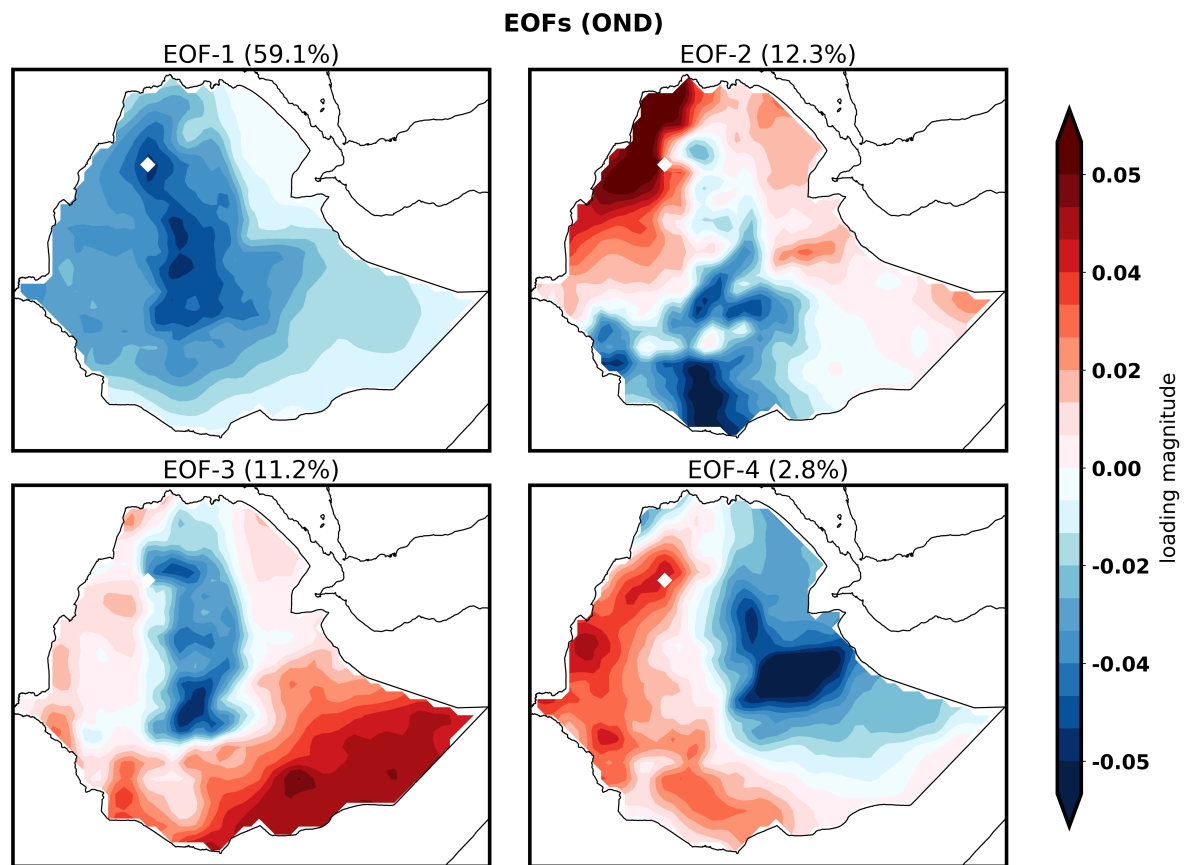 EOFs (OND)
EOF-1 (59.1%)
EOF-2 (12.3%)
EOF-3 (11.2%)
EOF-4 (2.8%)
0.05
0.04
0.02
0.00
-0.02
-0.04
-0.05
loading magnitude